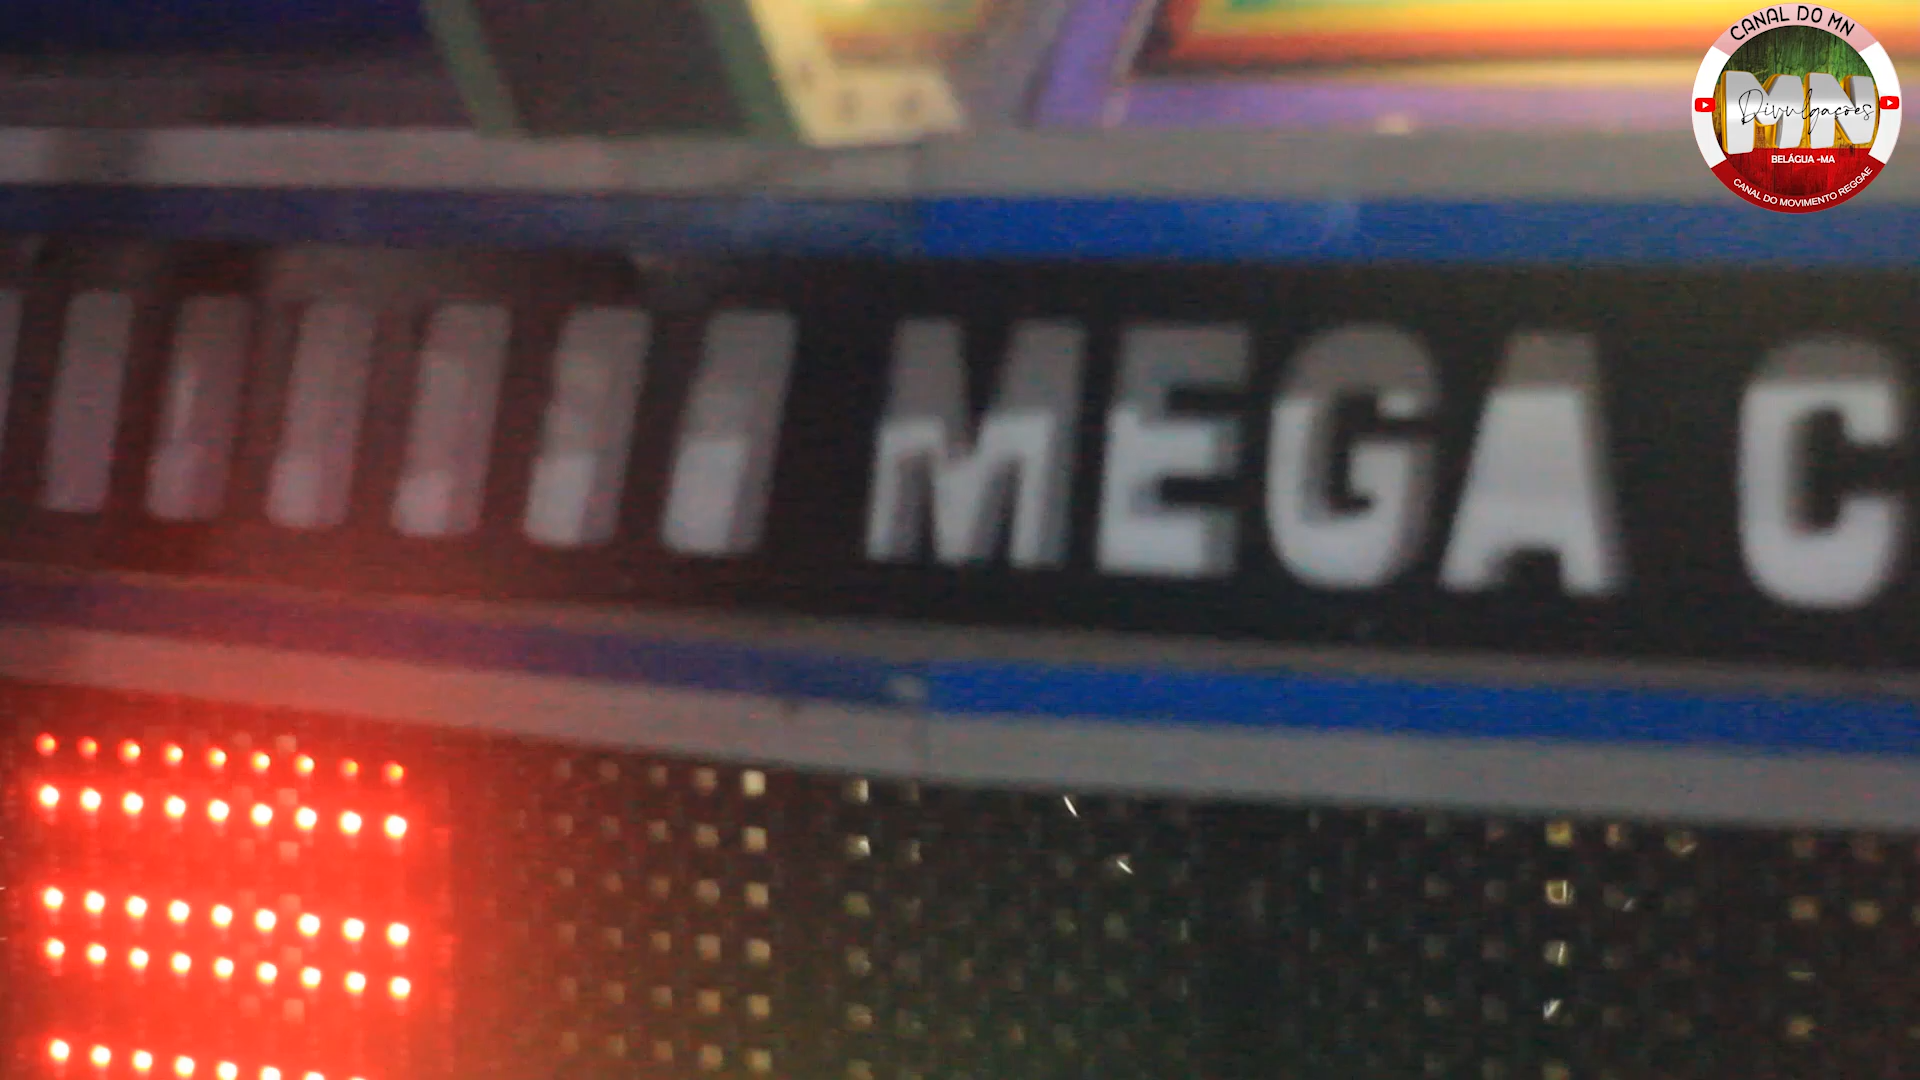 CANAL DO MN
MN
Divulgações
BELÁGUA -MA
CANAL DO MOVIMENTO REGGAE
MEGA C